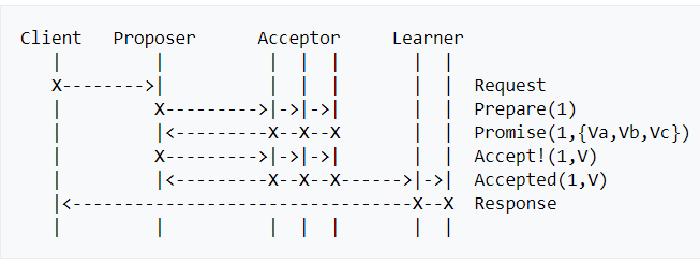 Client   Proposer      Acceptor     Learner
   |         |          |  |  |       |  |
   X-------->|          |  |  |       |  |  Request
   |         X--------->|->|->|       |  |  Prepare(1)
   |         |<---------X--X--X       |  |  Promise(1,{Va,Vb,Vc})
   |         X--------->|->|->|       |  |  Accept!(1,V)
   |         |<---------X--X--X------>|->|  Accepted(1,V)
   |<---------------------------------X--X  Response
   |         |          |  |  |       |  |